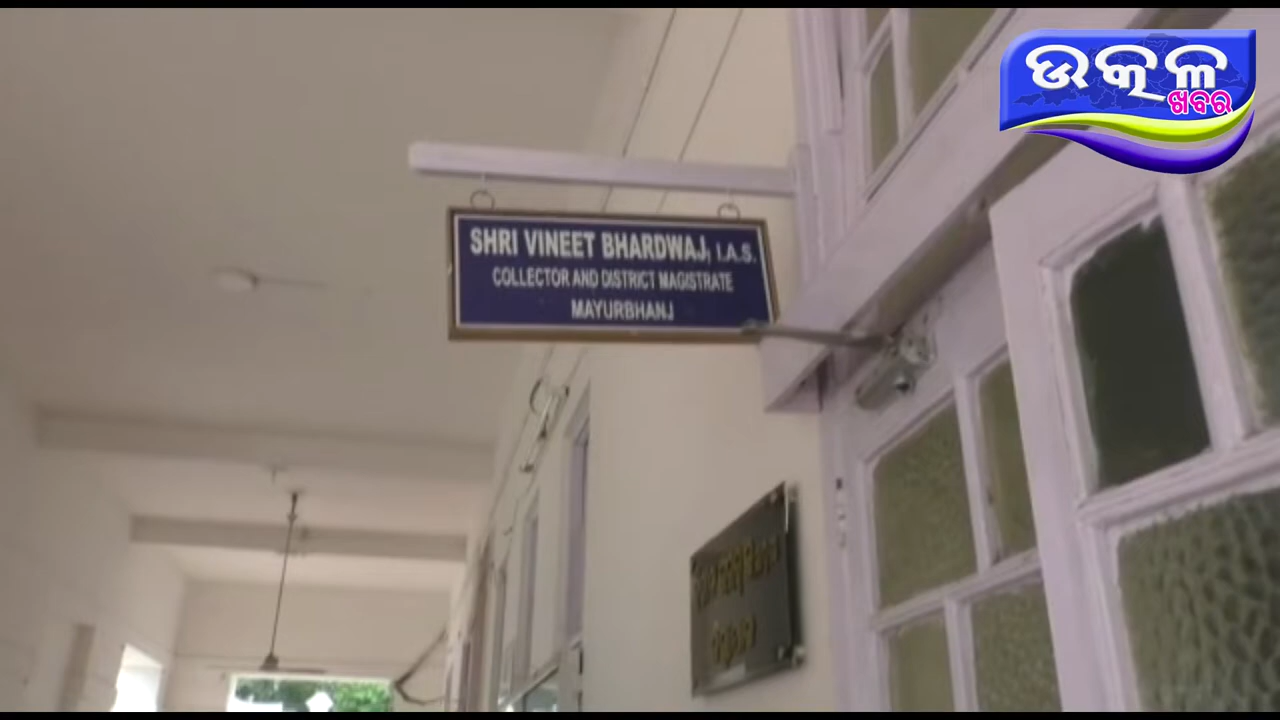 ଉତ୍କଳ
ଖବର
SHRI VINEET BHARDWAJ, I.A.S.
COLLECTOR AND DISTRICT MAGISTRATE
MAYURBHANJ